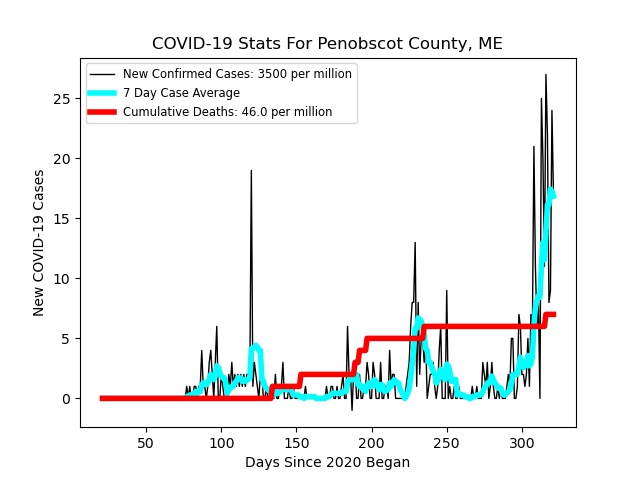 COVID-19 Stats For Penobscot County, ME
New Confirmed Cases: 3500 per million
7 Day Case Average
Cumulative Deaths: 46.0 per million
New COVID-19 Cases
25
20
15
10
5
0
50 100 150 200 250 300
Days Since 2020 Began